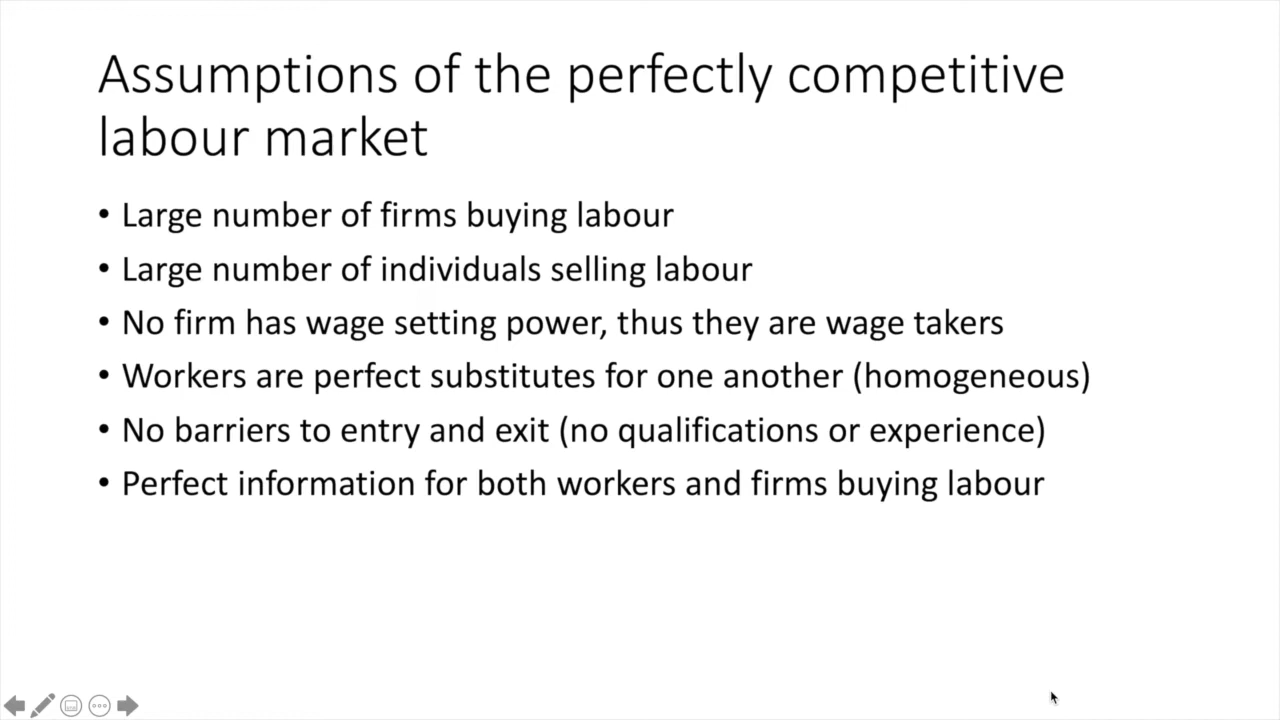 Assumptions of the perfectly competitive
labour market
• Large number of firms buying labour
• Large number of individuals selling labour
• No firm has wage setting power, thus they are wage takers
• Workers are perfect substitutes for one another (homogeneous)
• No barriers to entry and exit (no qualifications or experience)
• Perfect information for both workers and firms buying labour